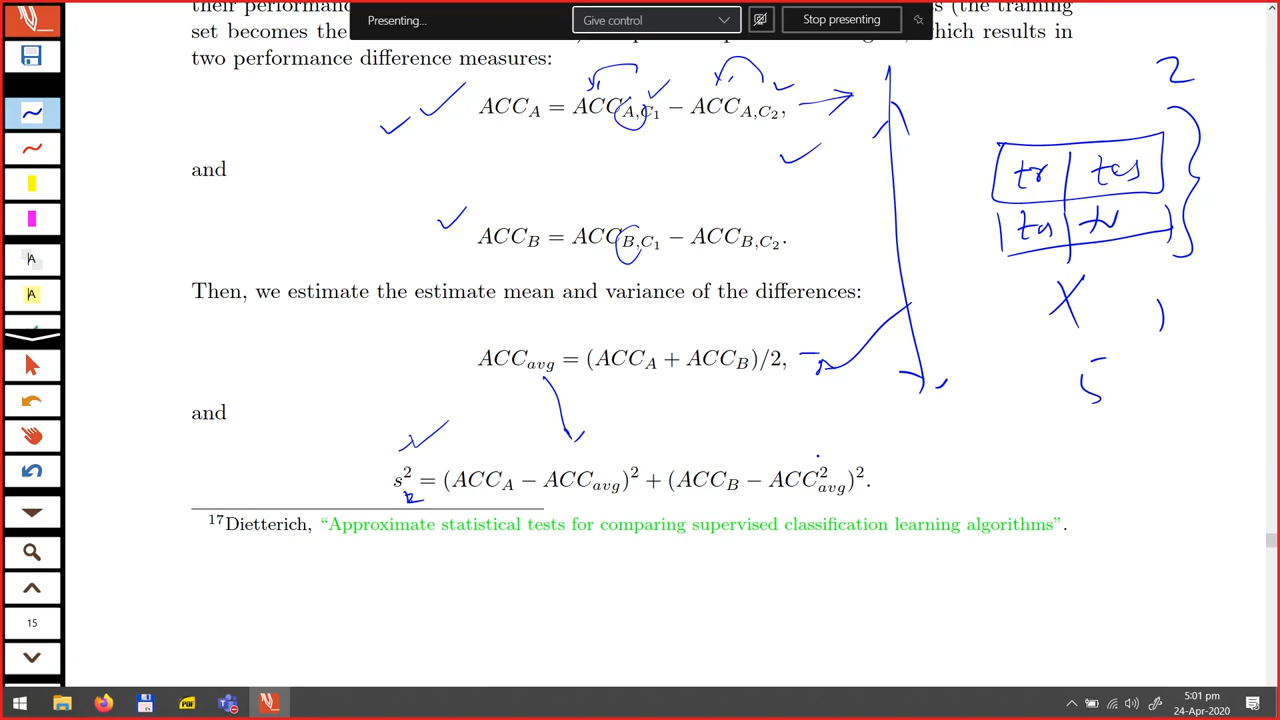 Presenting...
Give control
Stop presenting
their performanc
s (the training
set becomes the
which results in
two performance difference measures:
ACC_A = ACC_{A,C_1} − ACC_{A,C_2},
and
ACC_B = ACC_{B,C_1} − ACC_{B,C_2}.
Then, we estimate the estimate mean and variance of the differences:
ACC_{avg} = (ACC_A + ACC_B)/2,
and
s^2 = (ACC_A − ACC_{avg})^2 + (ACC_B − ACC^2_{avg})^2.
17Dietterich, “Approximate statistical tests for comparing supervised classification learning algorithms”.
2
tr
tes
X
5
A
A
15
PDF
5:01 pm
24-Apr-2020